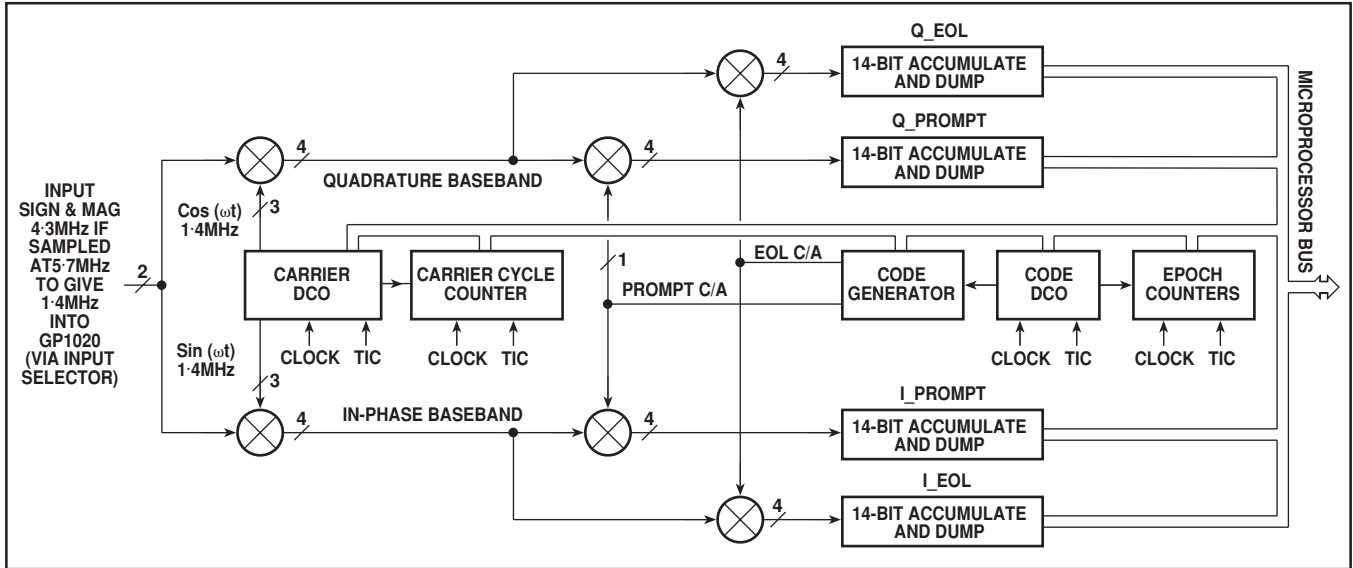 Q_EOL
14-BIT ACCUMULATE
AND DUMP
4
Q_PROMPT
14-BIT ACCUMULATE
AND DUMP
4
4
QUADRATURE BASEBAND
MICROPROCESSOR BUS
INPUT
SIGN & MAG
4·3MHz IF
SAMPLED
AT5·7MHz
TO GIVE
1·4MHz
INTO
GP1020
(VIA INPUT
SELECTOR)
2
Cos (ωt)
1·4MHz
3
CARRIER
DCO
CLOCK
TIC
CARRIER CYCLE
COUNTER
CLOCK
TIC
1
EOL C/A
PROMPT C/A
CODE
GENERATOR
CODE
DCO
CLOCK
TIC
EPOCH
COUNTERS
CLOCK
TIC
Sin (ωt)
1·4MHz
3
4
IN-PHASE BASEBAND
4
I_PROMPT
14-BIT ACCUMULATE
AND DUMP
4
I_EOL
14-BIT ACCUMULATE
AND DUMP